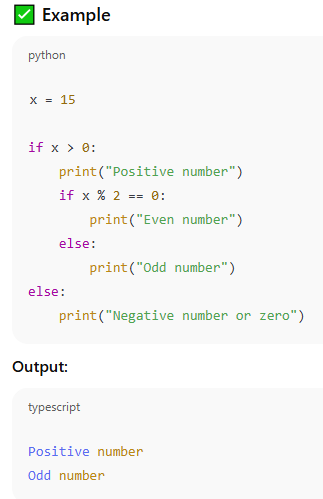 ✅ Example
python
x = 15
if x > 0:
    print("Positive number")
    if x % 2 == 0:
        print("Even number")
    else:
        print("Odd number")
else:
    print("Negative number or zero")
Output:
typescript
Positive number
Odd number